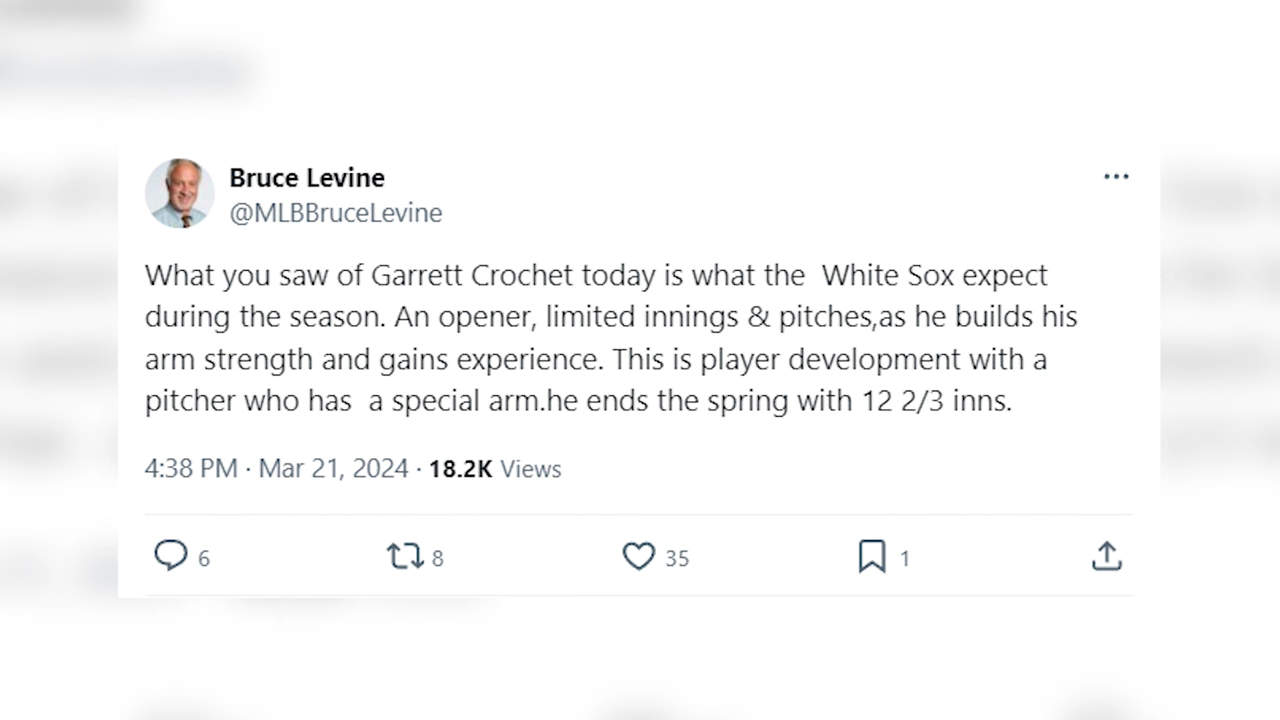 Bruce Levine
@MLBBruceLevine
What you saw of Garrett Crochet today is what the  White Sox expect
during the season. An opener, limited innings & pitches,as he builds his
arm strength and gains experience. This is player development with a
pitcher who has  a special arm.he ends the spring with 12 2/3 inns.
4:38 PM · Mar 21, 2024 · 18.2K Views
6 8 35 1